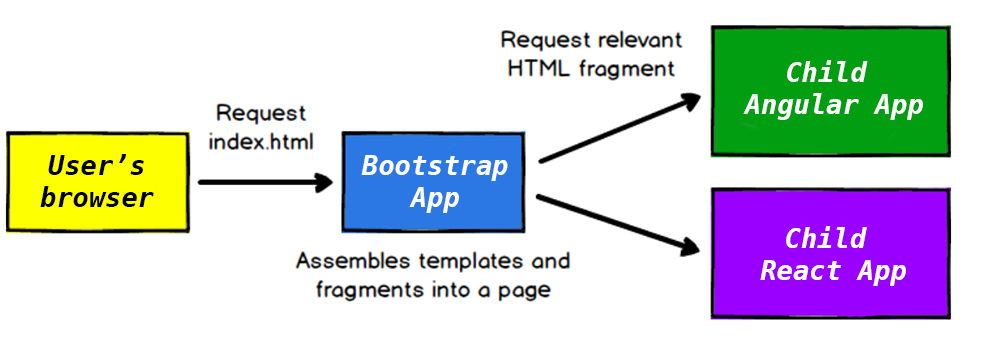 User’s
browser
Request
index.html
Bootstrap
App
Assembles templates and
fragments into a page
Request relevant
HTML fragment
Child
Angular App
Child
React App